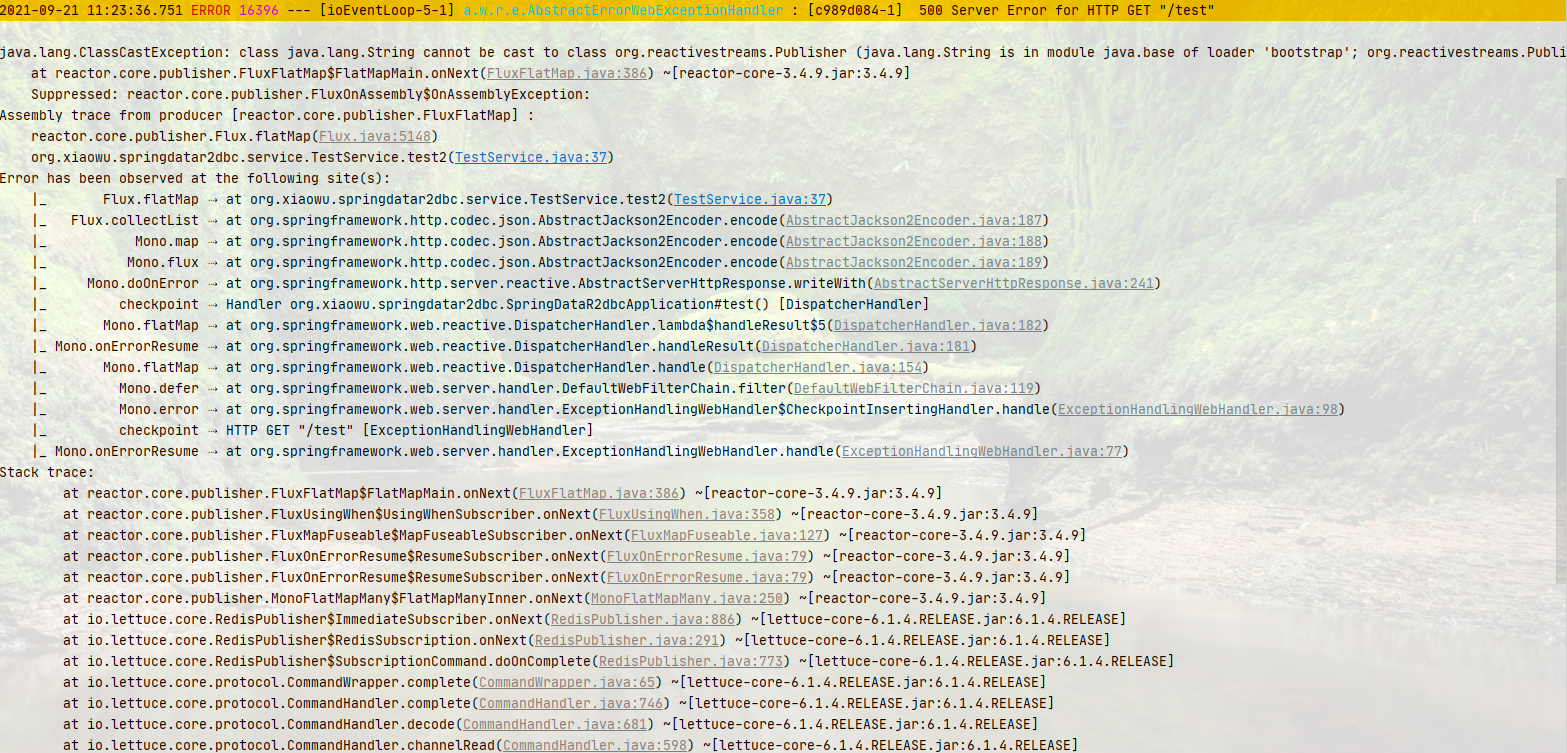 2021-09-21 11:23:36.751 ERROR 16396 --- [ioEventLoop-5-1] a.w.r.e.AbstractErrorWebExceptionHandler : [c989d084-1]  500 Server Error for HTTP GET "/test"
java.lang.ClassCastException: class java.lang.String cannot be cast to class org.reactivestreams.Publisher (java.lang.String is in module java.base of loader 'bootstrap'; org.reactivestreams.Publi
at reactor.core.publisher.FluxFlatMap$FlatMapMain.onNext(FluxFlatMap.java:386) ~[reactor-core-3.4.9.jar:3.4.9]
Suppressed: reactor.core.publisher.FluxOnAssembly$OnAssemblyException:
Assembly trace from producer [reactor.core.publisher.FluxFlatMap] :
reactor.core.publisher.Flux.flatMap(Flux.java:5148)
org.xiaowu.springdatar2dbc.service.TestService.test2(TestService.java:37)
Error has been observed at the following site(s):
|_ Flux.flatMap ⇢ at org.xiaowu.springdatar2dbc.service.TestService.test2(TestService.java:37)
|_ Flux.collectList ⇢ at org.springframework.http.codec.json.AbstractJackson2Encoder.encode(AbstractJackson2Encoder.java:187)
|_ Mono.map ⇢ at org.springframework.http.codec.json.AbstractJackson2Encoder.encode(AbstractJackson2Encoder.java:188)
|_ Mono.flux ⇢ at org.springframework.http.codec.json.AbstractJackson2Encoder.encode(AbstractJackson2Encoder.java:189)
|_ Mono.doOnError ⇢ at org.springframework.http.server.reactive.AbstractServerHttpResponse.writeWith(AbstractServerHttpResponse.java:241)
|_ checkpoint ⇢ Handler org.xiaowu.springdatar2dbc.SpringDataR2dbcApplication#test() [DispatcherHandler]
|_ Mono.flatMap ⇢ at org.springframework.web.reactive.DispatcherHandler.lambda$handleResult$5(DispatcherHandler.java:182)
|_ Mono.onErrorResume ⇢ at org.springframework.web.reactive.DispatcherHandler.handleResult(DispatcherHandler.java:181)
|_ Mono.flatMap ⇢ at org.springframework.web.reactive.DispatcherHandler.handle(DispatcherHandler.java:154)
|_ Mono.defer ⇢ at org.springframework.web.server.handler.DefaultWebFilterChain.filter(DefaultWebFilterChain.java:119)
|_ Mono.error ⇢ at org.springframework.web.server.handler.ExceptionHandlingWebHandler$CheckpointInsertingHandler.handle(ExceptionHandlingWebHandler.java:98)
|_ checkpoint ⇢ HTTP GET "/test" [ExceptionHandlingWebHandler]
|_ Mono.onErrorResume ⇢ at org.springframework.web.server.handler.ExceptionHandlingWebHandler.handle(ExceptionHandlingWebHandler.java:77)
Stack trace:
at reactor.core.publisher.FluxFlatMap$FlatMapMain.onNext(FluxFlatMap.java:386) ~[reactor-core-3.4.9.jar:3.4.9]
at reactor.core.publisher.FluxUsingWhen$UsingWhenSubscriber.onNext(FluxUsingWhen.java:358) ~[reactor-core-3.4.9.jar:3.4.9]
at reactor.core.publisher.FluxMapFuseable$MapFuseableSubscriber.onNext(FluxMapFuseable.java:127) ~[reactor-core-3.4.9.jar:3.4.9]
at reactor.core.publisher.FluxOnErrorResume$ResumeSubscriber.onNext(FluxOnErrorResume.java:79) ~[reactor-core-3.4.9.jar:3.4.9]
at reactor.core.publisher.FluxOnErrorResume$ResumeSubscriber.onNext(FluxOnErrorResume.java:79) ~[reactor-core-3.4.9.jar:3.4.9]
at reactor.core.publisher.MonoFlatMapMany$FlatMapManyInner.onNext(MonoFlatMapMany.java:250) ~[reactor-core-3.4.9.jar:3.4.9]
at io.lettuce.core.RedisPublisher$ImmediateSubscriber.onNext(RedisPublisher.java:886) ~[lettuce-core-6.1.4.RELEASE.jar:6.1.4.RELEASE]
at io.lettuce.core.RedisPublisher$RedisSubscription.onNext(RedisPublisher.java:291) ~[lettuce-core-6.1.4.RELEASE.jar:6.1.4.RELEASE]
at io.lettuce.core.RedisPublisher$SubscriptionCommand.doOnComplete(RedisPublisher.java:773) ~[lettuce-core-6.1.4.RELEASE.jar:6.1.4.RELEASE]
at io.lettuce.core.protocol.CommandWrapper.complete(CommandWrapper.java:65) ~[lettuce-core-6.1.4.RELEASE.jar:6.1.4.RELEASE]
at io.lettuce.core.protocol.CommandHandler.complete(CommandHandler.java:746) ~[lettuce-core-6.1.4.RELEASE.jar:6.1.4.RELEASE]
at io.lettuce.core.protocol.CommandHandler.decode(CommandHandler.java:681) ~[lettuce-core-6.1.4.RELEASE.jar:6.1.4.RELEASE]
at io.lettuce.core.protocol.CommandHandler.channelRead(CommandHandler.java:598) ~[lettuce-core-6.1.4.RELEASE.jar:6.1.4.RELEASE]